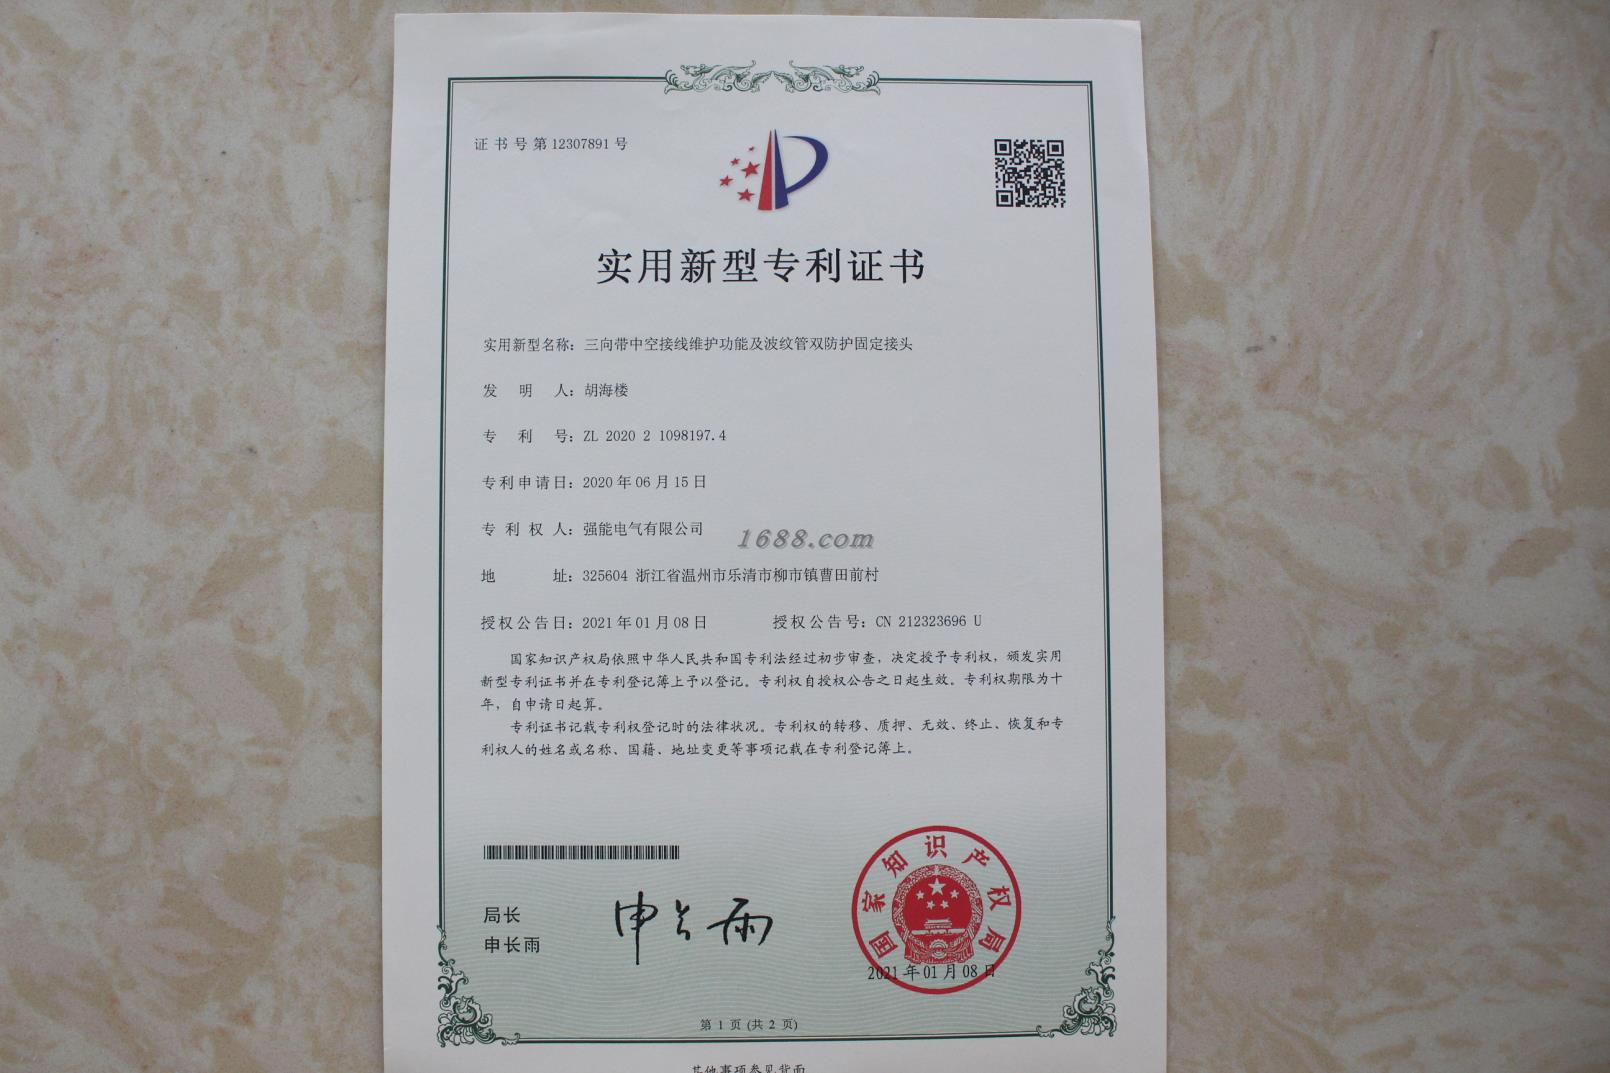 证书号第12307891号
实用新型专利证书
实用新型名称：三向带中空接线维护功能及波纹管双防护固定接头
发明人：胡海楼
专利号：ZL 2020 2 1098197.4
专利申请日：2020年06月15日
专利权人：强能电气有限公司
1688.com
地址：325604 浙江省温州市乐清市柳市镇曹田前村
授权公告日：2021年01月08日 授权公告号：CN 212323696 U
国家知识产权局依照中华人民共和国专利法经过初步审查，决定授予专利权，颁发实用
新型专利证书并在专利登记簿上予以登记。专利权自授权公告之日起生效。专利权期限为十
年，自申请日起算。
专利证书记载专利权登记时的法律状况。专利权的转移、质押、无效、终止、恢复和专
利权人的姓名或名称、国籍、地址变更等事项记载在专利登记簿上。
局长
申长雨
申长雨
国家知识产权局
2021年01月08日
第 1 页 (共 2 页)
其他事项参见背面